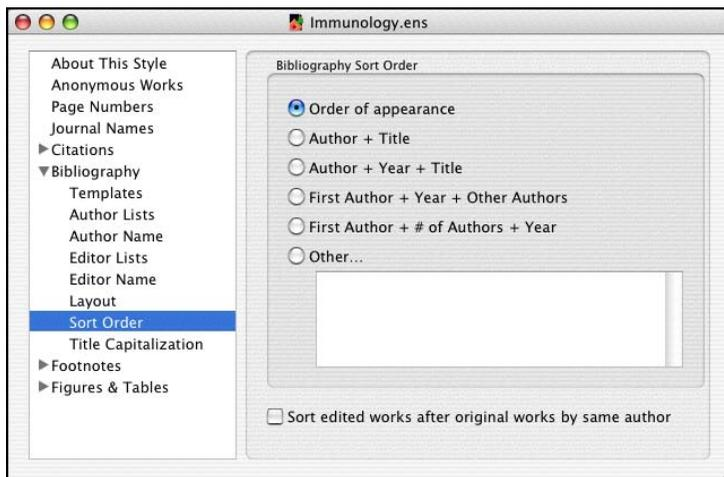 Immunology.ens
About This Style
Anonymous Works
Page Numbers
Journal Names
Citations
Bibliography
Templates
Author Lists
Author Name
Editor Lists
Editor Name
Layout
Sort Order
Title Capitalization
Footnotes
Figures & Tables
Bibliography Sort Order
Order of appearance
Author + Title
Author + Year + Title
First Author + Year + Other Authors
First Author + # of Authors + Year
Other...
Sort edited works after original works by same author